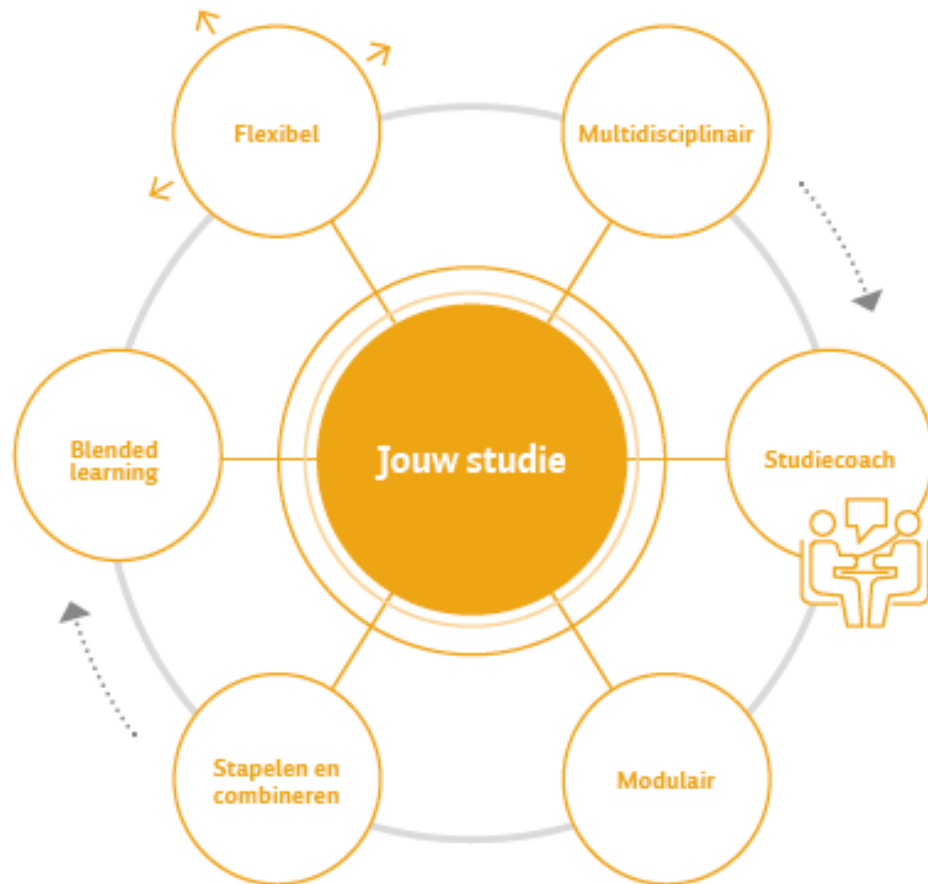 Flexibel
Multidisciplinair
Blended
learning
Jouw studie
Studiecoach
Stapelen en
combineren
Modulair